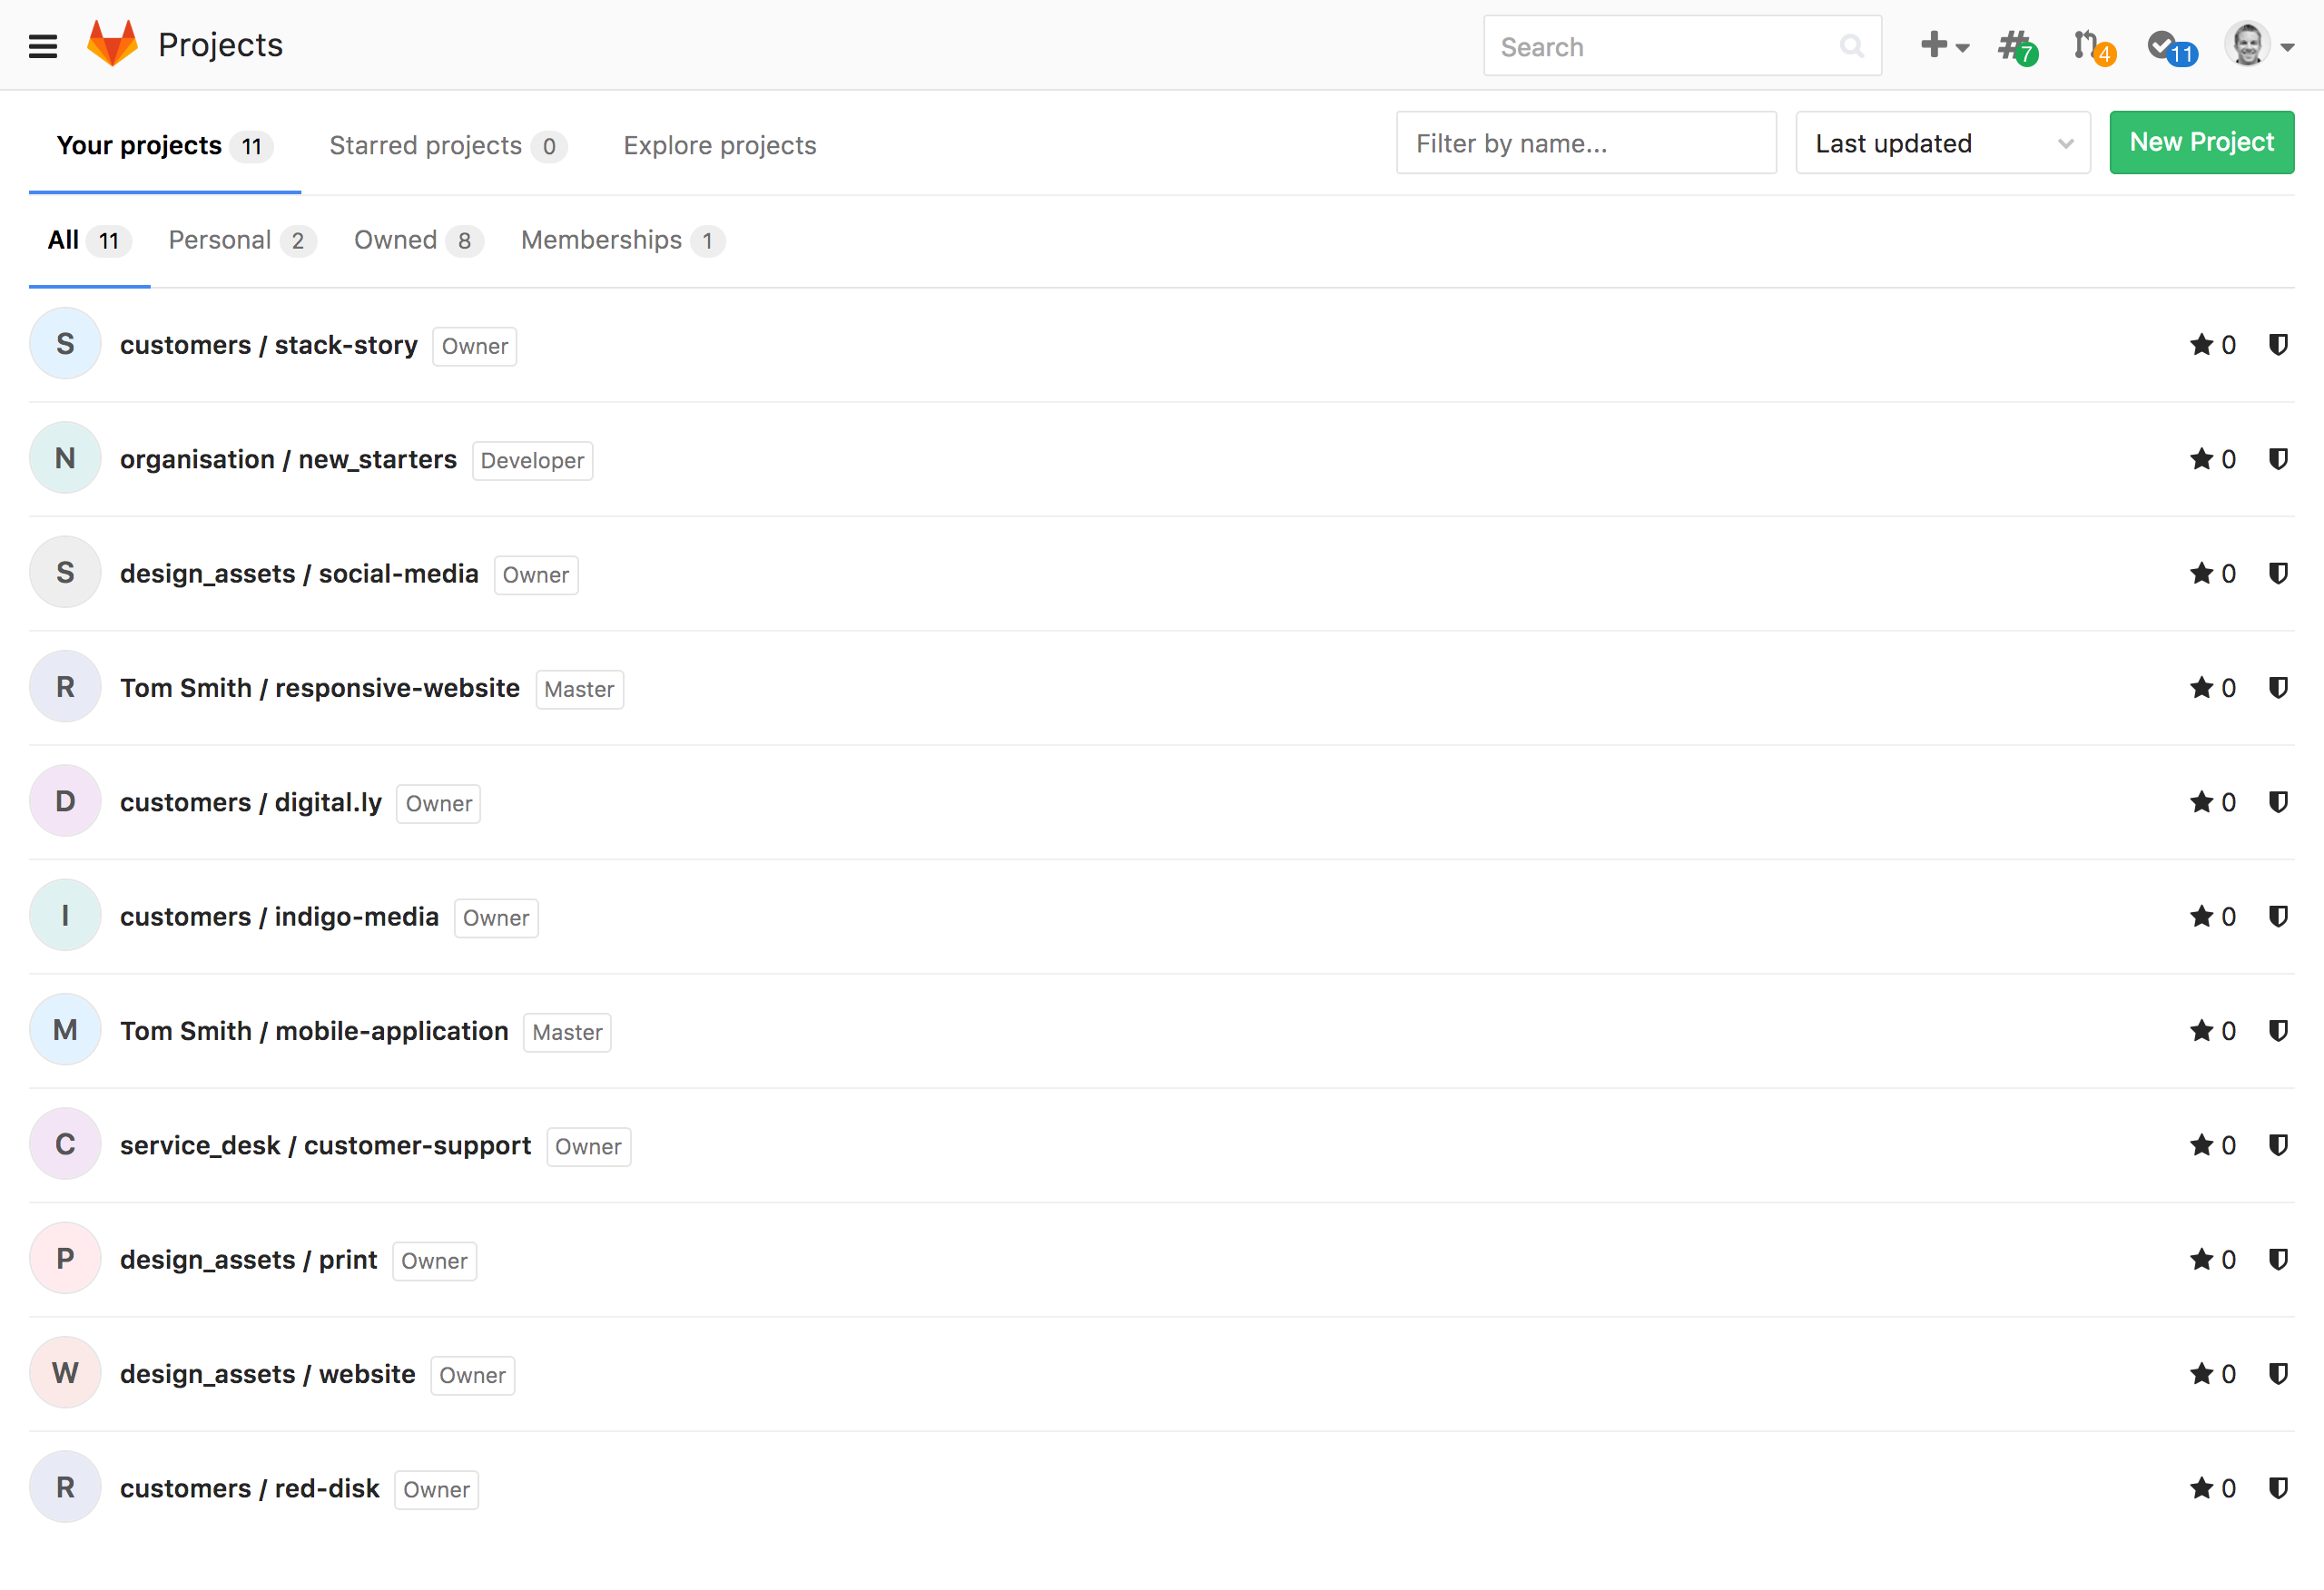 Projects Search 7 4 11
Your projects 11 Starred projects 0 Explore projects Filter by name... Last updated New Project
All 11 Personal 2 Owned 8 Memberships 1
S customers / stack-story Owner 0
N organisation / new_starters Developer 0
S design_assets / social-media Owner 0
R Tom Smith / responsive-website Master 0
D customers / digital.ly Owner 0
I customers / indigo-media Owner 0
M Tom Smith / mobile-application Master 0
C service_desk / customer-support Owner 0
P design_assets / print Owner 0
W design_assets / website Owner 0
R customers / red-disk Owner 0